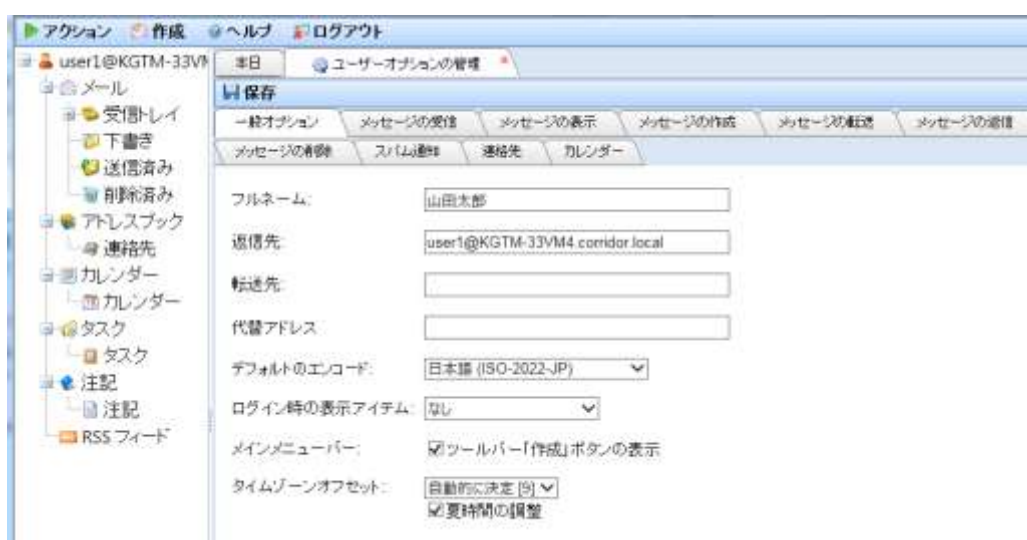 アクション 作成 ヘルプ ログアウト
user1@KGTM-33VM
メール
受信トレイ
下書き
送信済み
削除済み
アドレスブック
連絡先
カレンダー
カレンダー
タスク
タスク
注記
注記
RSS フィード
本日 ユーザーオプションの管理 *
保存
一般オプション メッセージの受信 メッセージの表示 メッセージの作成 メッセージの転送 メッセージの返信
メッセージの削除 スパム通知 連絡先 カレンダー
フルネーム: 山田太郎
返信先: user1@KGTM-33VM4.corridor.local
転送先:
代替アドレス
デフォルトのエンコード: 日本語 (ISO-2022-JP)
ログイン時の表示アイテム: なし
メインメニューバー: ツールバー「作成」ボタンの表示
タイムゾーンオフセット: 自動的に決定 [9]
夏時間の調整